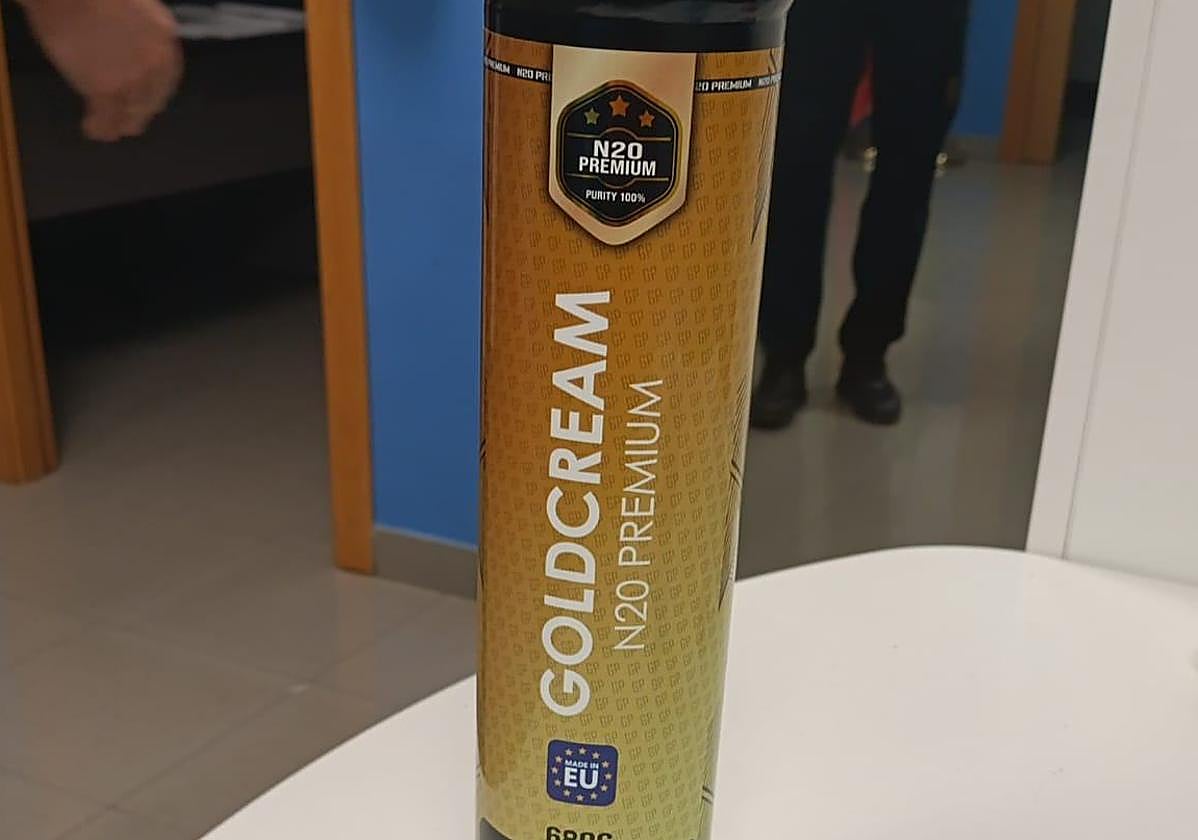 N20 PREMIUM
N20
PREMIUM
PURITY 100%
GOLDCREAM
N20 PREMIUM
MADE IN
EU